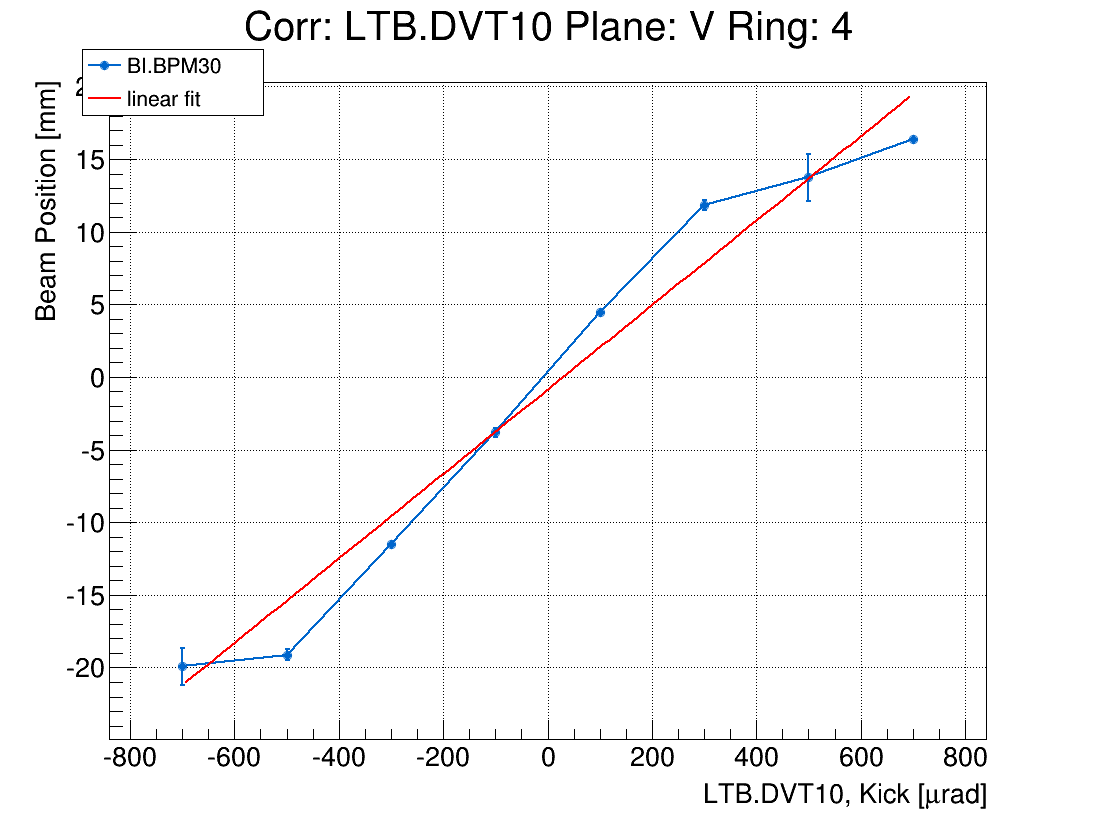 Corr: LTB.DVT10 Plane: V Ring: 4
BI.BPM30
linear fit
Beam Position [mm]
15
10
5
0
-5
-10
-15
-20
-800 -600 -400 -200 0 200 400 600 800
LTB.DVT10, Kick [μrad]